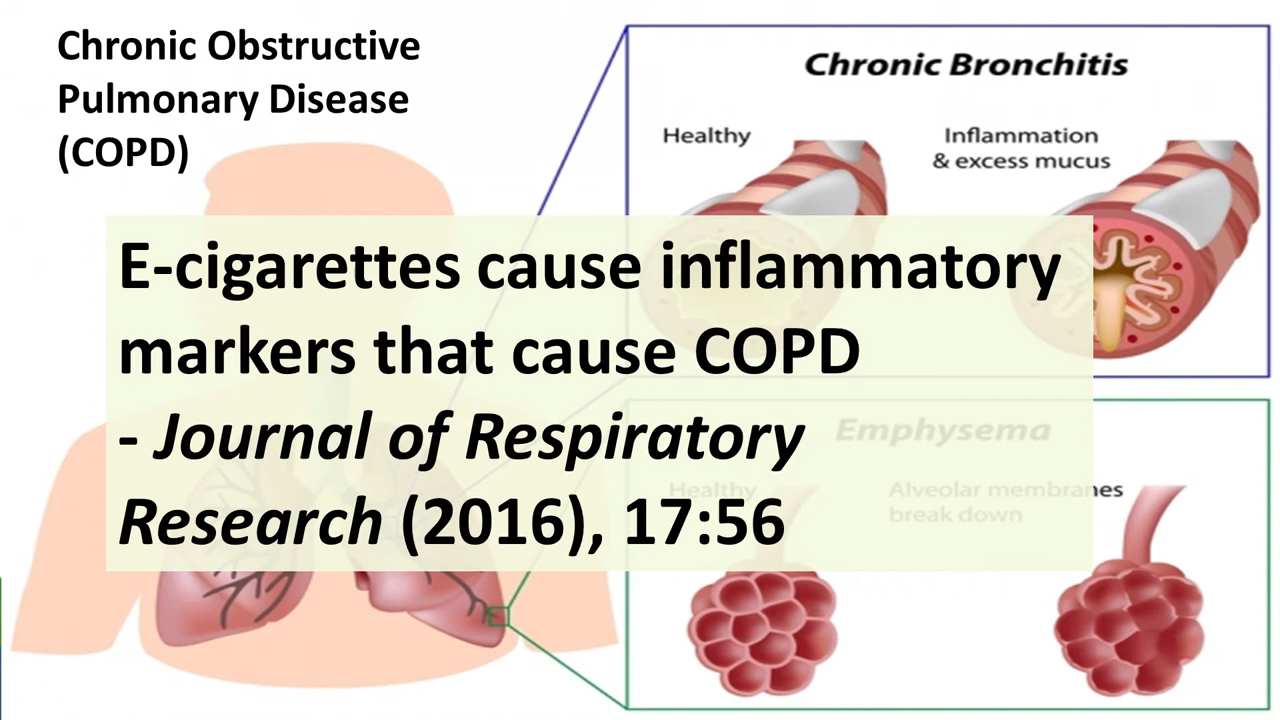 Chronic Obstructive
Pulmonary Disease
(COPD)
Chronic Bronchitis
Healthy
Inflammation
& excess mucus
E-cigarettes cause inflammatory
markers that cause COPD
- Journal of Respiratory
Research (2016), 17:56
Emphysema
Healthy
Alveolar membranes
break down